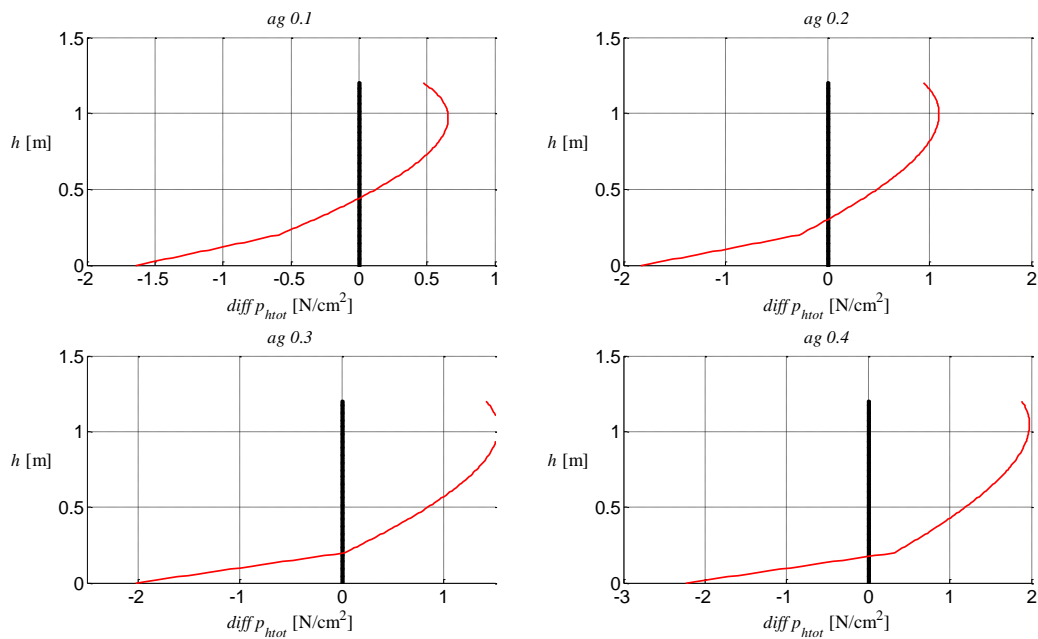 ag 0.1
1.5
1
h [m]
0.5
0
-2 -1.5 -1 -0.5 0 0.5 1
diff p_htot [N/cm²]
ag 0.2
1.5
1
h [m]
0.5
0
-2 -1 0 1 2
diff p_htot [N/cm²]
ag 0.3
1.5
1
h [m]
0.5
0
-2 -1 0 1
diff p_htot [N/cm²]
ag 0.4
1.5
1
h [m]
0.5
0
-3 -2 -1 0 1 2
diff p_htot [N/cm²]